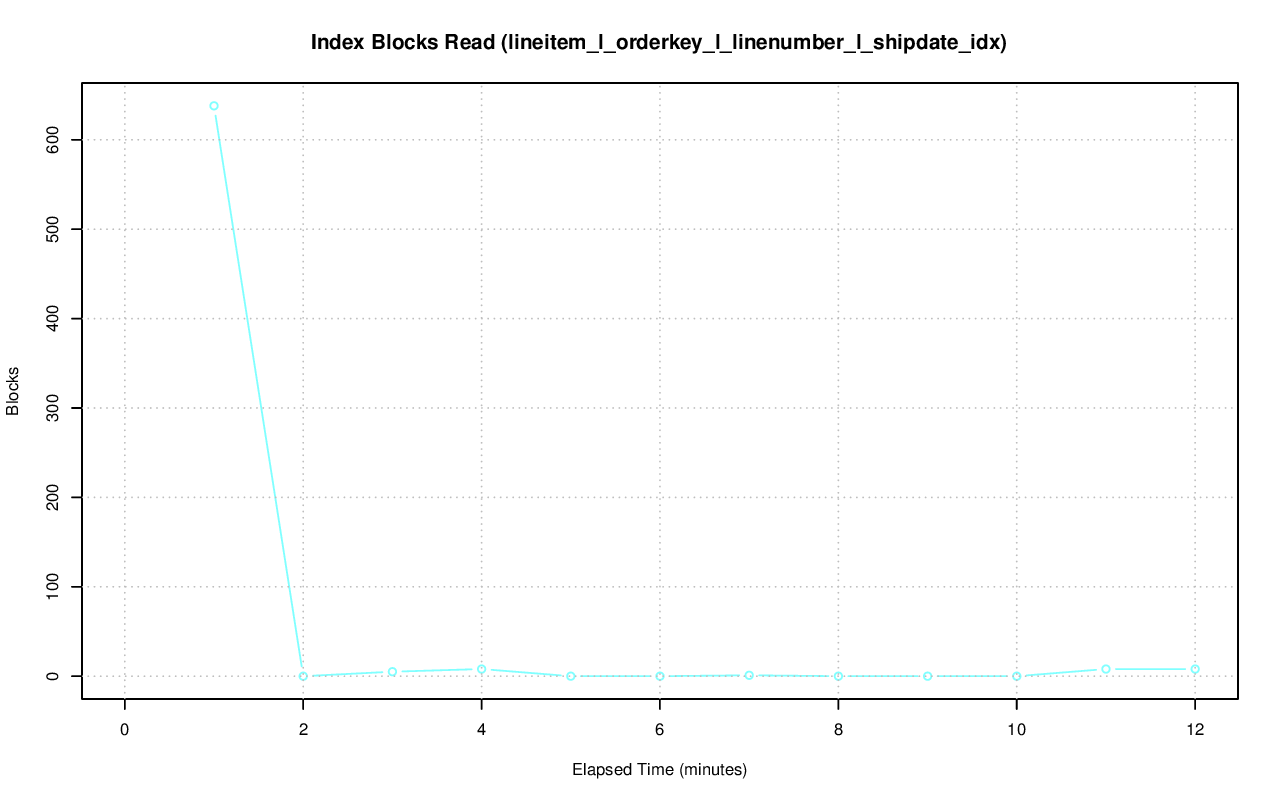 Index Blocks Read (lineitem_l_orderkey_l_linenumber_l_shipdate_idx)
600
500
400
300
200
100
0
Blocks
0 2 4 6 8 10 12
Elapsed Time (minutes)